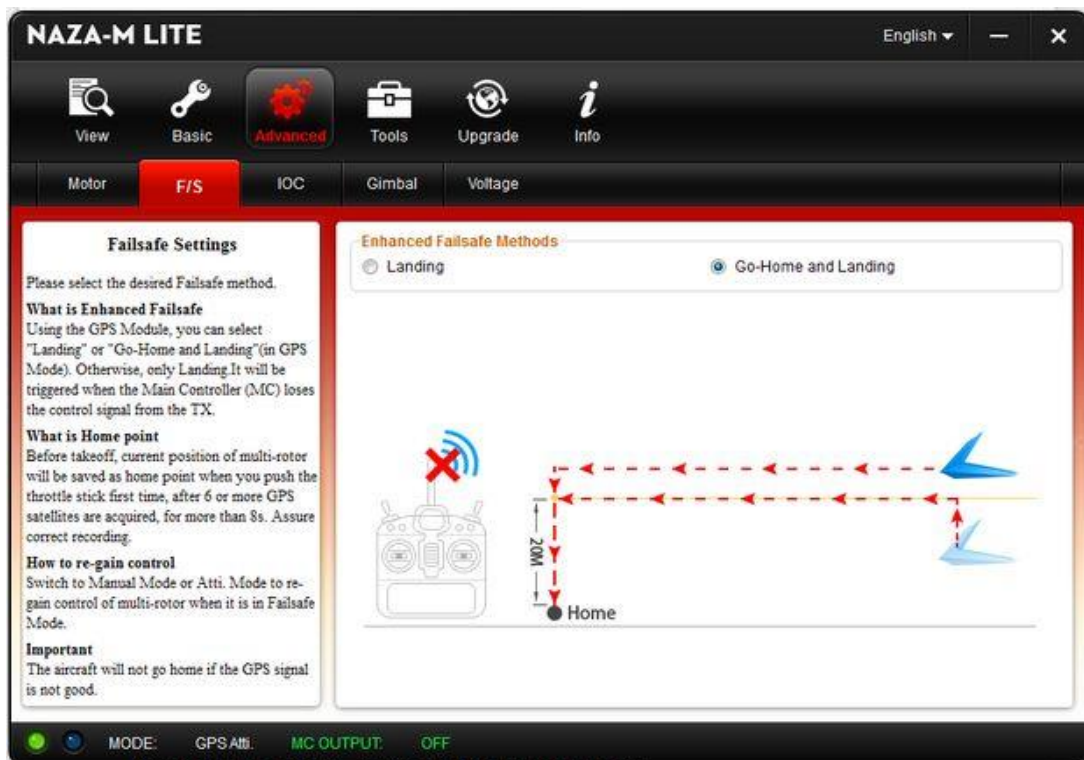 NAZA-M LITE
English
View
Basic
Advanced
Tools
Upgrade
Info
Motor
F/S
IOC
Gimbal
Voltage
Failsafe Settings
Please select the desired Failsafe method.
What is Enhanced Failsafe
Using the GPS Module, you can select
"Landing" or "Go-Home and Landing"(in GPS
Mode). Otherwise, only Landing.It will be
triggered when the Main Controller (MC) loses
the control signal from the TX.
What is Home point
Before takeoff, current position of multi-rotor
will be saved as home point when you push the
throttle stick first time, after 6 or more GPS
satellites are acquired, for more than 8s. Assure
correct recording.
How to re-gain control
Switch to Manual Mode or Atti. Mode to re-
gain control of multi-rotor when it is in Failsafe
Mode.
Important
The aircraft will not go home if the GPS signal
is not good.
Enhanced Failsafe Methods
Landing
Go-Home and Landing
20M
Home
MODE: GPS Atti. MC OUTPUT: OFF